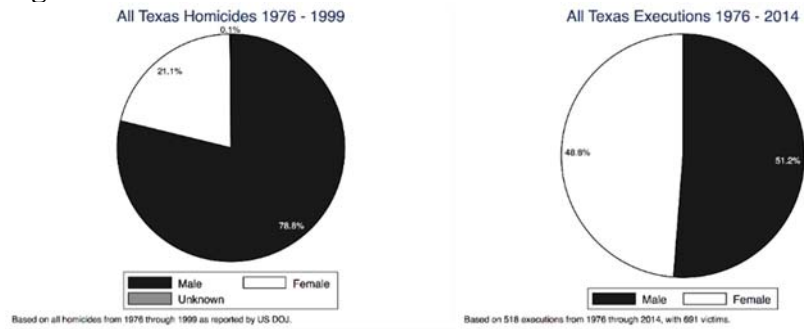 All Texas Homicides 1976 - 1999
0.1%
21.1%
78.8%
Male
Female
Unknown
Based on all homicides from 1976 through 1999 as reported by US DOJ.
All Texas Executions 1976 - 2014
48.8%
51.2%
Male
Female
Based on 518 executions from 1976 through 2014, with 691 victims.